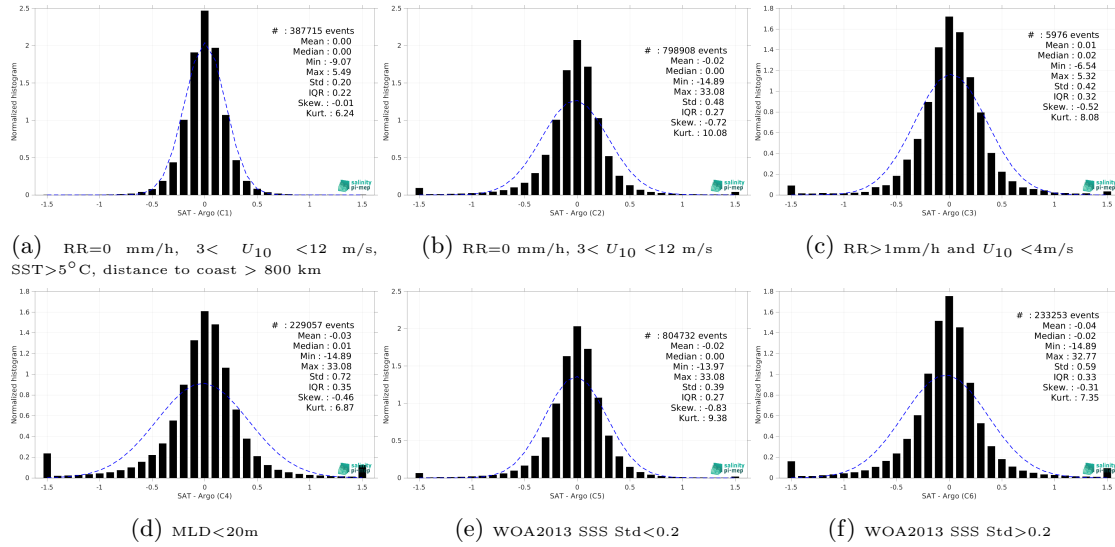 2.5
2
1.5
1
0.5
0
Normalized histogram
# : 387715 events
Mean : 0.00
Median : 0.00
Min : -9.07
Max : 5.49
Std : 0.20
IQR : 0.22
Skew. : -0.01
Kurt. : 6.24
salinity
pi-mep
-1.5 -1 -0.5 0 0.5 1 1.5
SAT - Argo (C1)
(a) RR=0 mm/h, 3< U10 <12 m/s,
SST>5°C, distance to coast > 800 km
2.5
2
1.5
1
0.5
0
Normalized histogram
# : 798908 events
Mean : -0.02
Median : 0.00
Min : -14.89
Max : 33.08
Std : 0.48
IQR : 0.27
Skew. : -0.72
Kurt. : 10.08
salinity
pi-mep
-1.5 -1 -0.5 0 0.5 1 1.5
SAT - Argo (C2)
(b) RR=0 mm/h, 3< U10 <12 m/s
1.8
1.6
1.4
1.2
1
0.8
0.6
0.4
0.2
0
Normalized histogram
# : 5976 events
Mean : 0.01
Median : 0.02
Min : -6.54
Max : 5.32
Std : 0.42
IQR : 0.32
Skew. : -0.52
Kurt. : 8.08
salinity
pi-mep
-1.5 -1 -0.5 0 0.5 1 1.5
SAT - Argo (C3)
(c) RR>1mm/h and U10 <4m/s
1.8
1.6
1.4
1.2
1
0.8
0.6
0.4
0.2
0
Normalized histogram
# : 229057 events
Mean : -0.03
Median : 0.01
Min : -14.89
Max : 33.08
Std : 0.72
IQR : 0.35
Skew. : -0.46
Kurt. : 6.87
salinity
pi-mep
-1.5 -1 -0.5 0 0.5 1 1.5
SAT - Argo (C4)
(d) MLD<20m
2.5
2
1.5
1
0.5
0
Normalized histogram
# : 804732 events
Mean : -0.02
Median : 0.00
Min : -13.97
Max : 33.08
Std : 0.39
IQR : 0.27
Skew. : -0.83
Kurt. : 9.38
salinity
pi-mep
-1.5 -1 -0.5 0 0.5 1 1.5
SAT - Argo (C5)
(e) WOA2013 SSS Std<0.2
1.8
1.6
1.4
1.2
1
0.8
0.6
0.4
0.2
0
Normalized histogram
# : 233253 events
Mean : -0.04
Median : -0.02
Min : -14.89
Max : 32.77
Std : 0.59
IQR : 0.33
Skew. : -0.31
Kurt. : 7.35
salinity
pi-mep
-1.5 -1 -0.5 0 0.5 1 1.5
SAT - Argo (C6)
(f) WOA2013 SSS Std>0.2